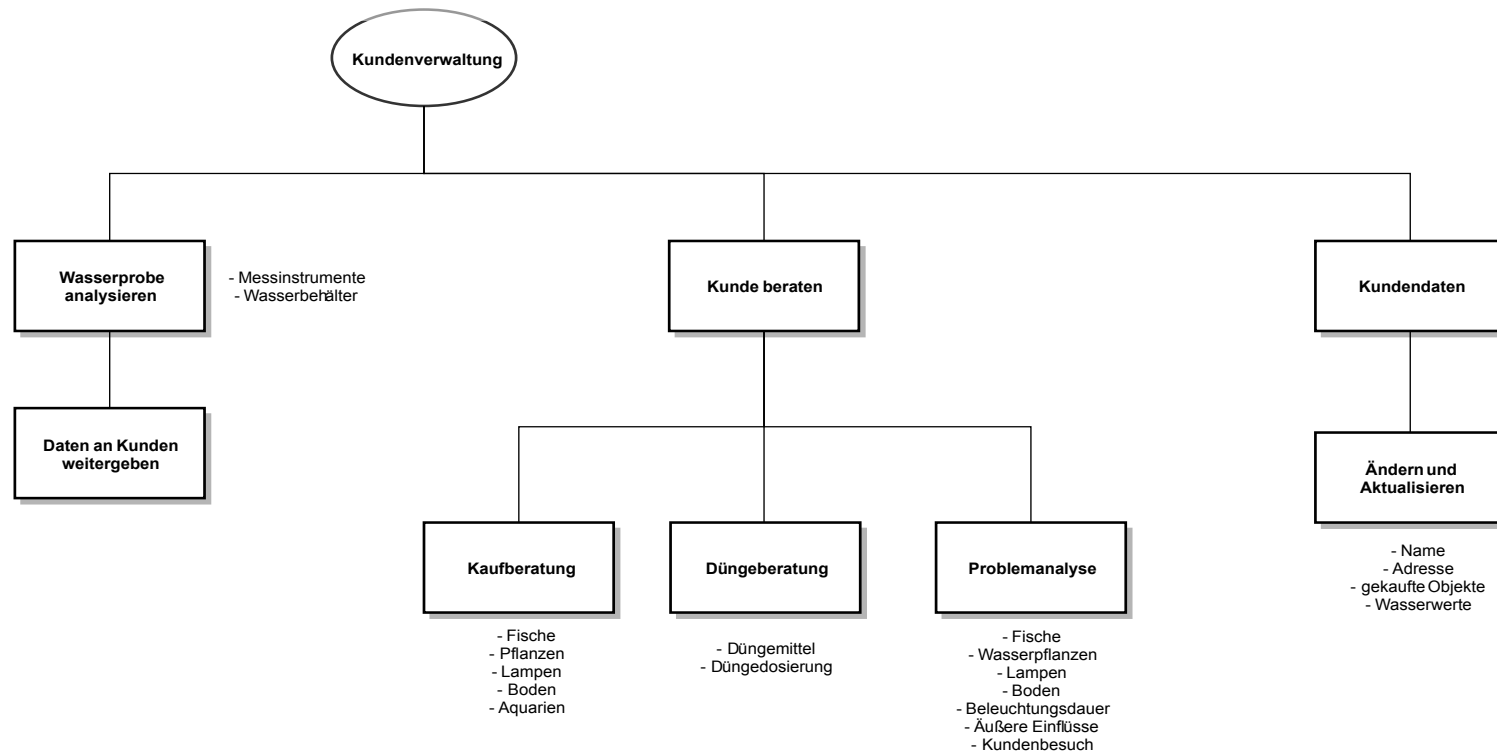 Kundenverwaltung
Wasserprobe
analysieren
- Messinstrumente
- Wasserbehälter
Kunde beraten
Kundendaten
Daten an Kunden
weitergeben
Ändern und
Aktualisieren
- Name
- Adresse
- gekaufte Objekte
- Wasserwerte
Kaufberatung
Düngeberatung
Problemanalyse
- Fische
- Pflanzen
- Lampen
- Boden
- Aquarien
- Düngemittel
- Düngedosierung
- Fische
- Wasserpflanzen
- Lampen
- Boden
- Beleuchtungsdauer
- Äußere Einflüsse
- Kundenbesuch